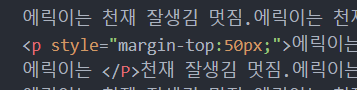 에릭이는 천재 잘생김 멋짐.에릭이는 천재
<p style="margin-top:50px;">에릭이는
에릭이는 </P>천재 잘생김 멋짐.에릭이는